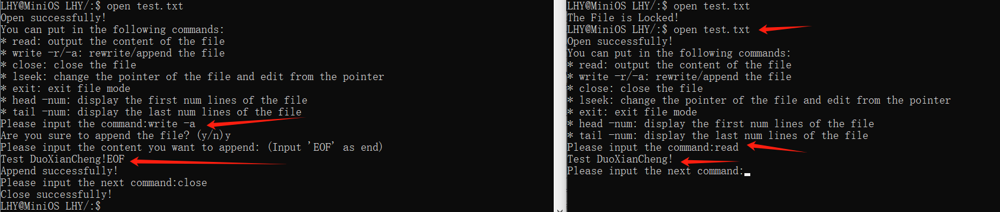 LHY@MiniOS LHY/:$ open test.txt
Open successfully!
You can put in the following commands:
* read: output the content of the file
* write -r/-a: rewrite/append the file
* close: close the file
* lseek: change the pointer of the file and edit from the pointer
* exit: exit file mode
* head -num: display the first num lines of the file
* tail -num: display the last num lines of the file
Please input the command:write -a
Are you sure to append the file? (y/n)y
Please input the content you want to append: (Input 'EOF' as end)
Test DuoXianCheng!EOF
Append successfully!
Please input the next command:close
Close successfully!
LHY@MiniOS LHY/:$
LHY@MiniOS LHY/:$ open test.txt
The File is Locked!
LHY@MiniOS LHY/:$ open test.txt
Open successfully!
You can put in the following commands:
* read: output the content of the file
* write -r/-a: rewrite/append the file
* close: close the file
* lseek: change the pointer of the file and edit from the pointer
* exit: exit file mode
* head -num: display the first num lines of the file
* tail -num: display the last num lines of the file
Please input the command:read
Test DuoXianCheng!
Please input the next command: